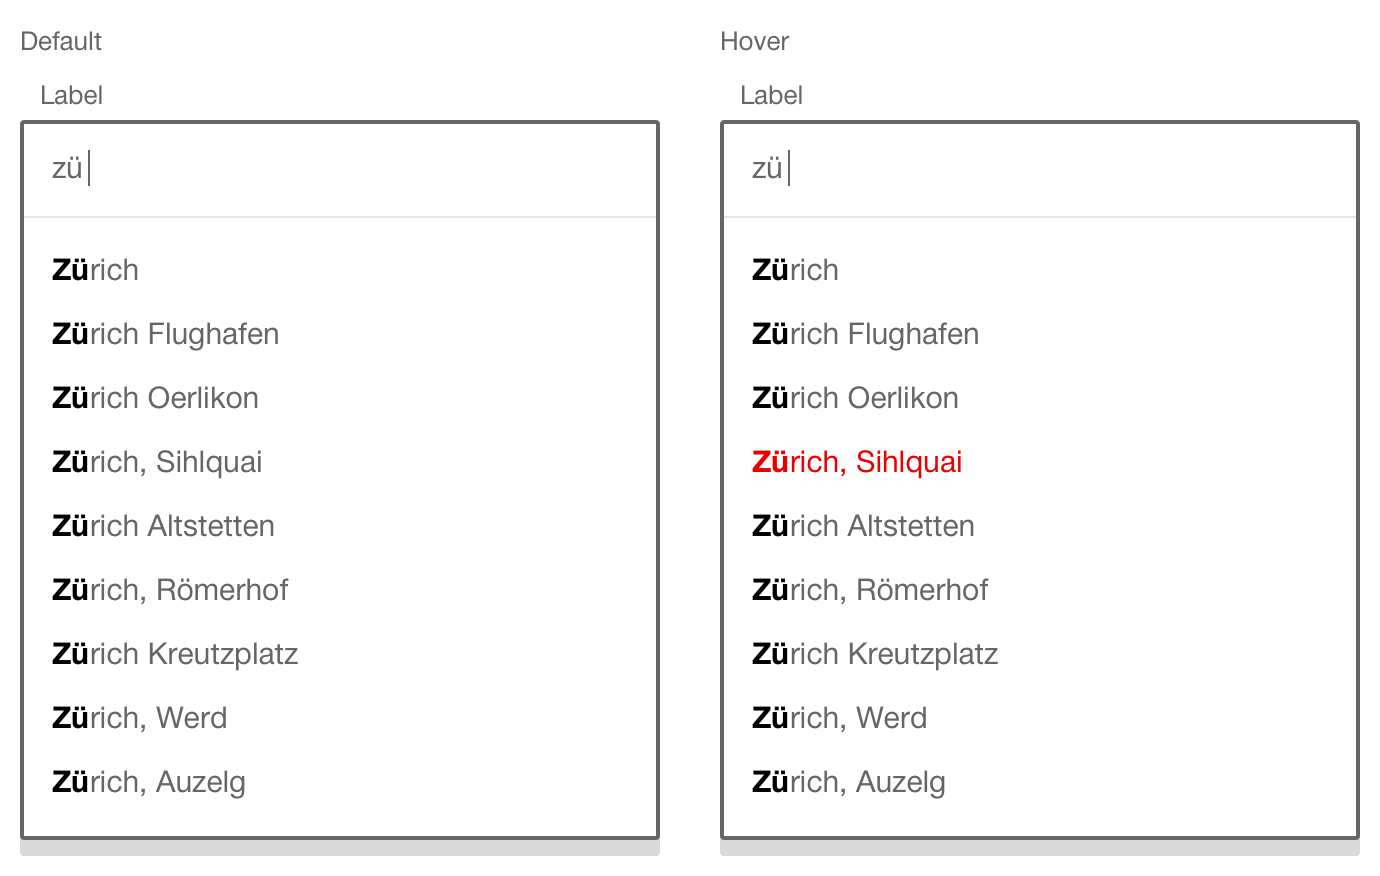 Default
Label
zü
Zürich
Zürich Flughafen
Zürich Oerlikon
Zürich, Sihlquai
Zürich Altstetten
Zürich, Römerhof
Zürich Kreutzplatz
Zürich, Werd
Zürich, Auzelg
Hover
Label
zü
Zürich
Zürich Flughafen
Zürich Oerlikon
Zürich, Sihlquai
Zürich Altstetten
Zürich, Römerhof
Zürich Kreutzplatz
Zürich, Werd
Zürich, Auzelg